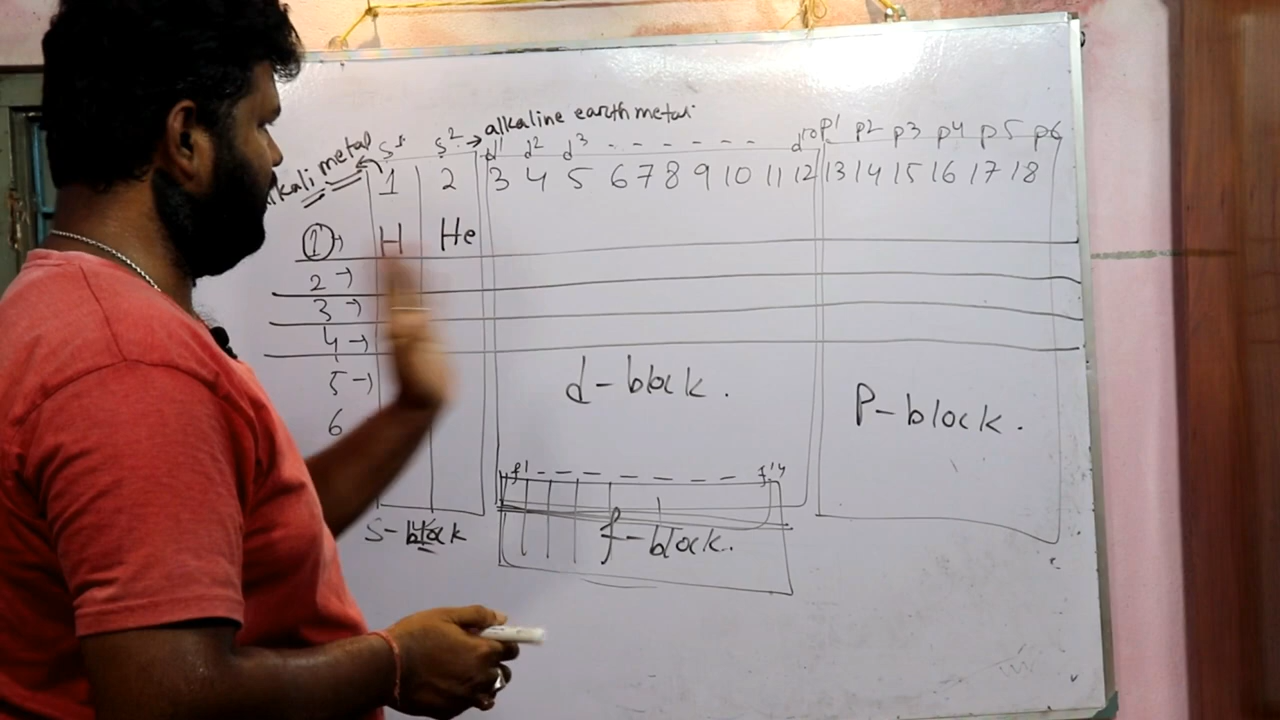 alkaline earth metal
alkali metal
s¹ s² → d¹ d² d³ - - - - - - d¹⁰ p¹ p² p³ p⁴ p⁵ p⁶
1 2 3 4 5 6 7 8 9 10 11 12 13 14 15 16 17 18
① → H He
2 →
3 →
4 →
5 →
6
d-block.
P-block.
f¹ - - - - - - - f¹⁴
s-block
f-block.